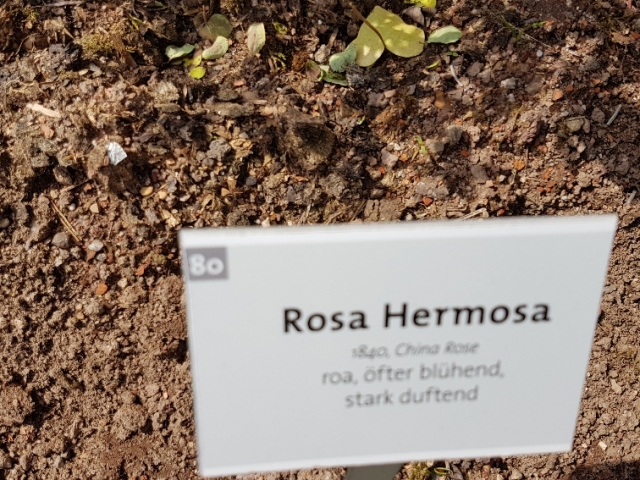 80
Rosa Hermosa
1840, China Rose
roa, öfter blühend,
stark duftend